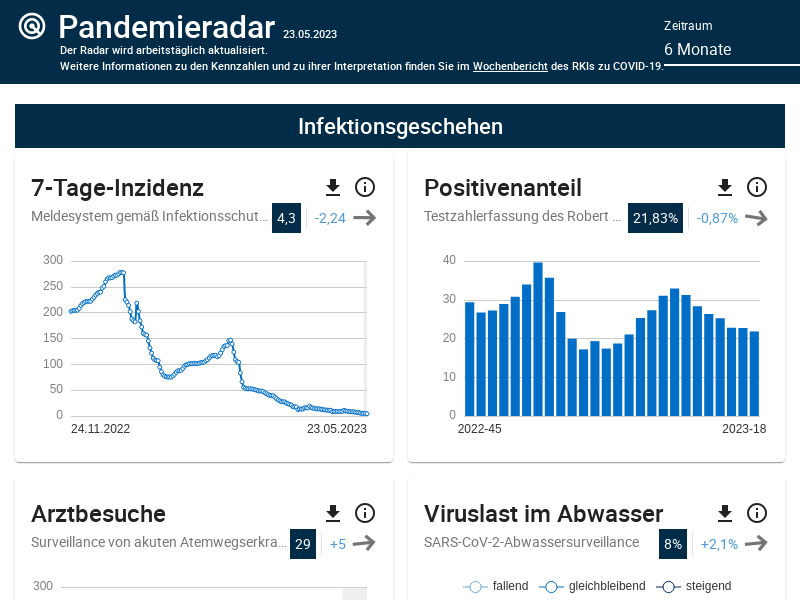 Pandemieradar 23.05.2023
Der Radar wird arbeitstäglich aktualisiert.
Weitere Informationen zu den Kennzahlen und zu ihrer Interpretation finden Sie im Wochenbericht des RKIs zu COVID-19.
Zeitraum
6 Monate
Infektionsgeschehen
7-Tage-Inzidenz
Meldesystem gemäß Infektionsschut... 4,3 -2,24
300
250
200
150
100
50
0
24.11.2022 23.05.2023
Positivenanteil
Testzahlerfassung des Robert ... 21,83% -0,87%
40
30
20
10
0
2022-45 2023-18
Arztbesuche
Surveillance von akuten Atemwegserkra... 29 +5
300
Viruslast im Abwasser
SARS-CoV-2-Abwassersurveillance 8% +2,1%
fallend gleichbleibend steigend